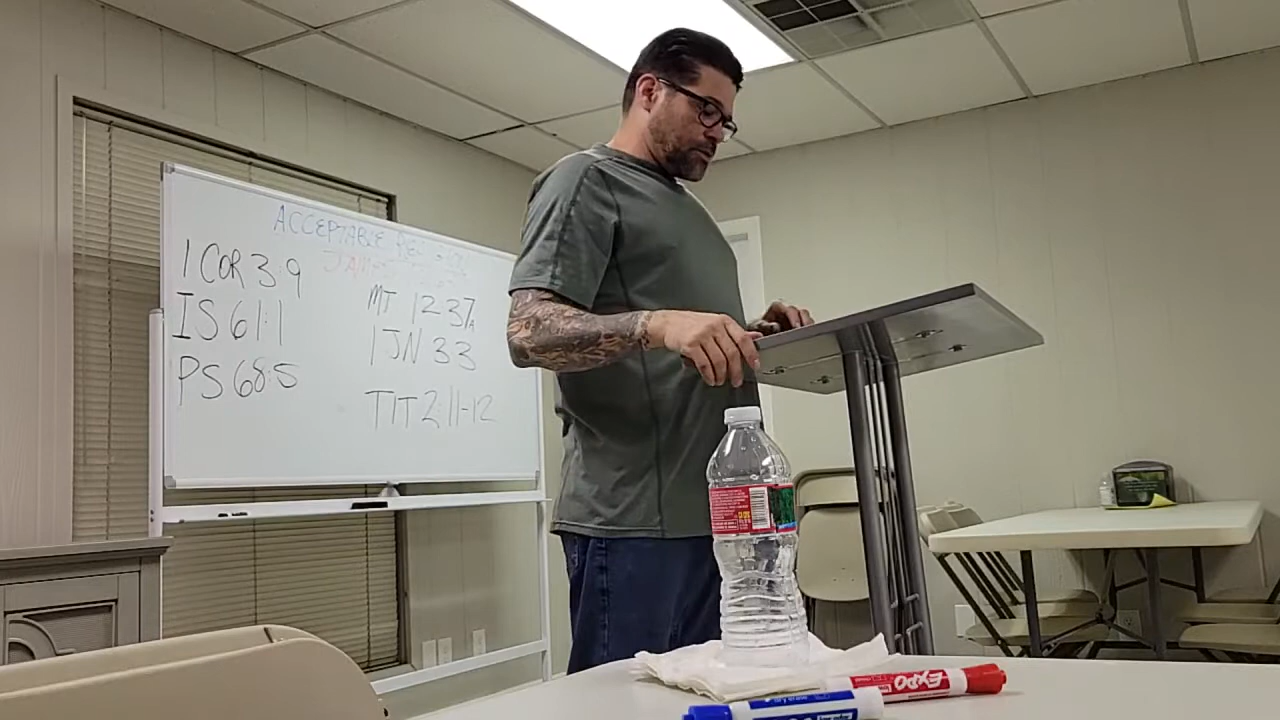 ACCEPTABLE
1 COR 3:9
IS 61:1
PS 68:5
MT 12 37A
1 JN 3 3
TIT 2:11-12
EXPO